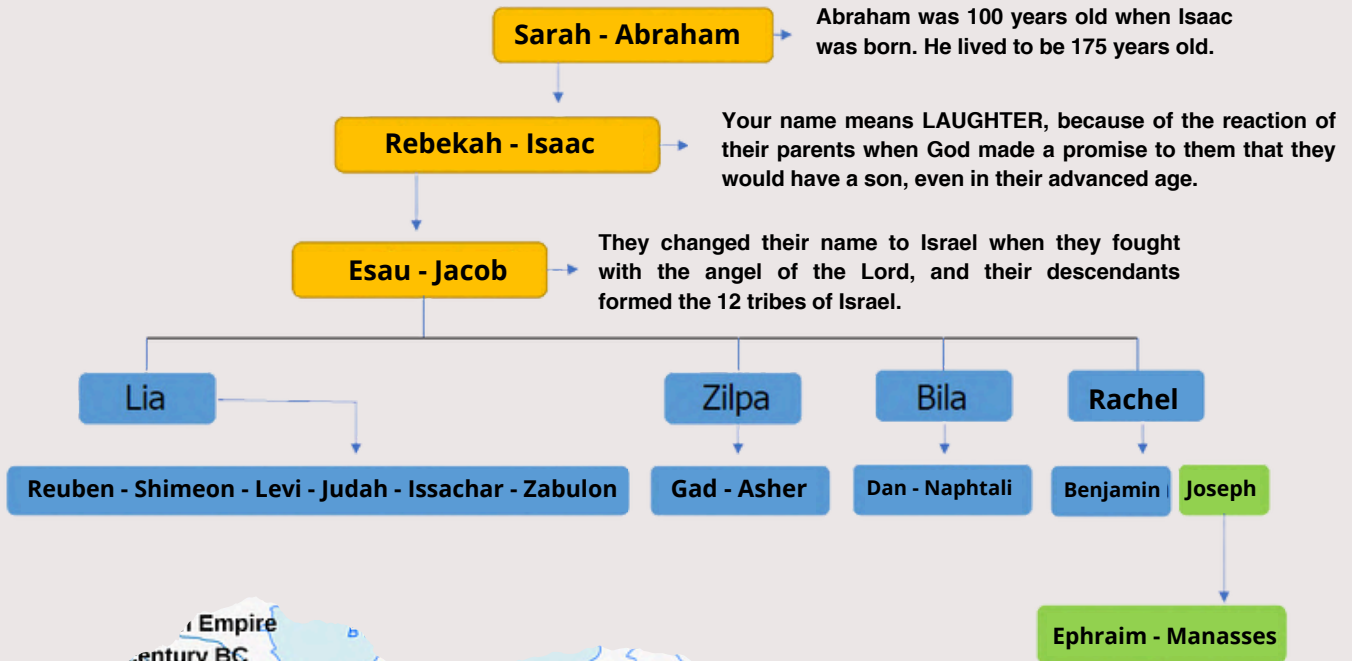 Sarah - Abraham
Abraham was 100 years old when Isaac
was born. He lived to be 175 years old.
Rebekah - Isaac
Your name means LAUGHTER, because of the reaction of
their parents when God made a promise to them that they
would have a son, even in their advanced age.
Esau - Jacob
They changed their name to Israel when they fought
with the angel of the Lord, and their descendants
formed the 12 tribes of Israel.
Lia
Zilpa
Bila
Rachel
Reuben - Shimeon - Levi - Judah - Issachar - Zabulon
Gad - Asher
Dan - Naphtali
Benjamin
Joseph
Ephraim - Manasses
Empire
BC